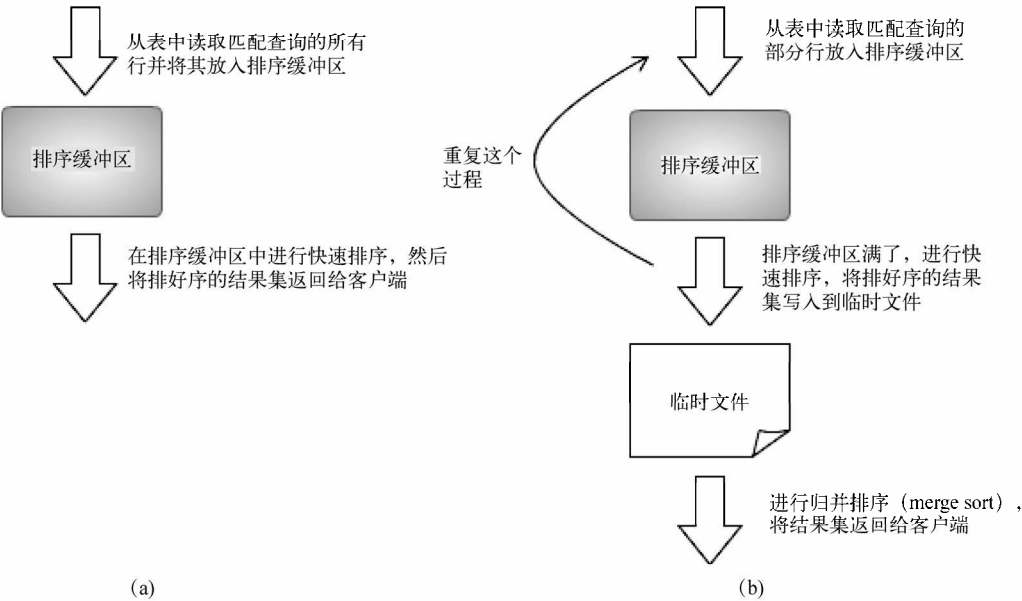 从表中读取匹配查询的所有
行并将其放入排序缓冲区
排序缓冲区
在排序缓冲区中进行快速排序，然后
将排好序的结果集返回给客户端
(a)
从表中读取匹配查询的
部分行放入排序缓冲区
重复这个
过程
排序缓冲区
排序缓冲区满了，进行快
速排序，将排好序的结果
集写入到临时文件
临时文件
进行归并排序（merge sort），
将结果集返回给客户端
(b)